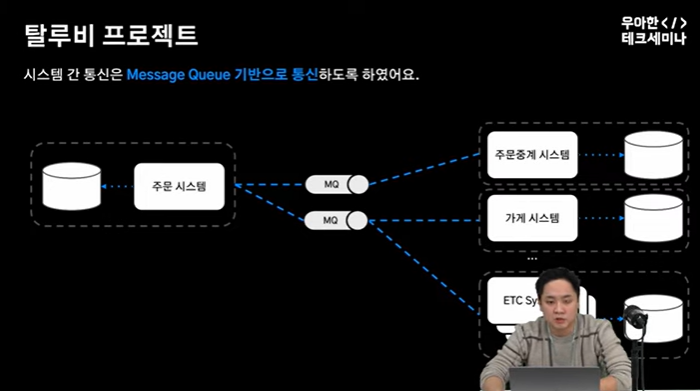 탈루비 프로젝트
우아한</>
테크세미나
시스템 간 통신은 Message Queue 기반으로 통신하도록 하였어요.
주문 시스템
MQ
MQ
주문중계 시스템
가게 시스템
...
ETC